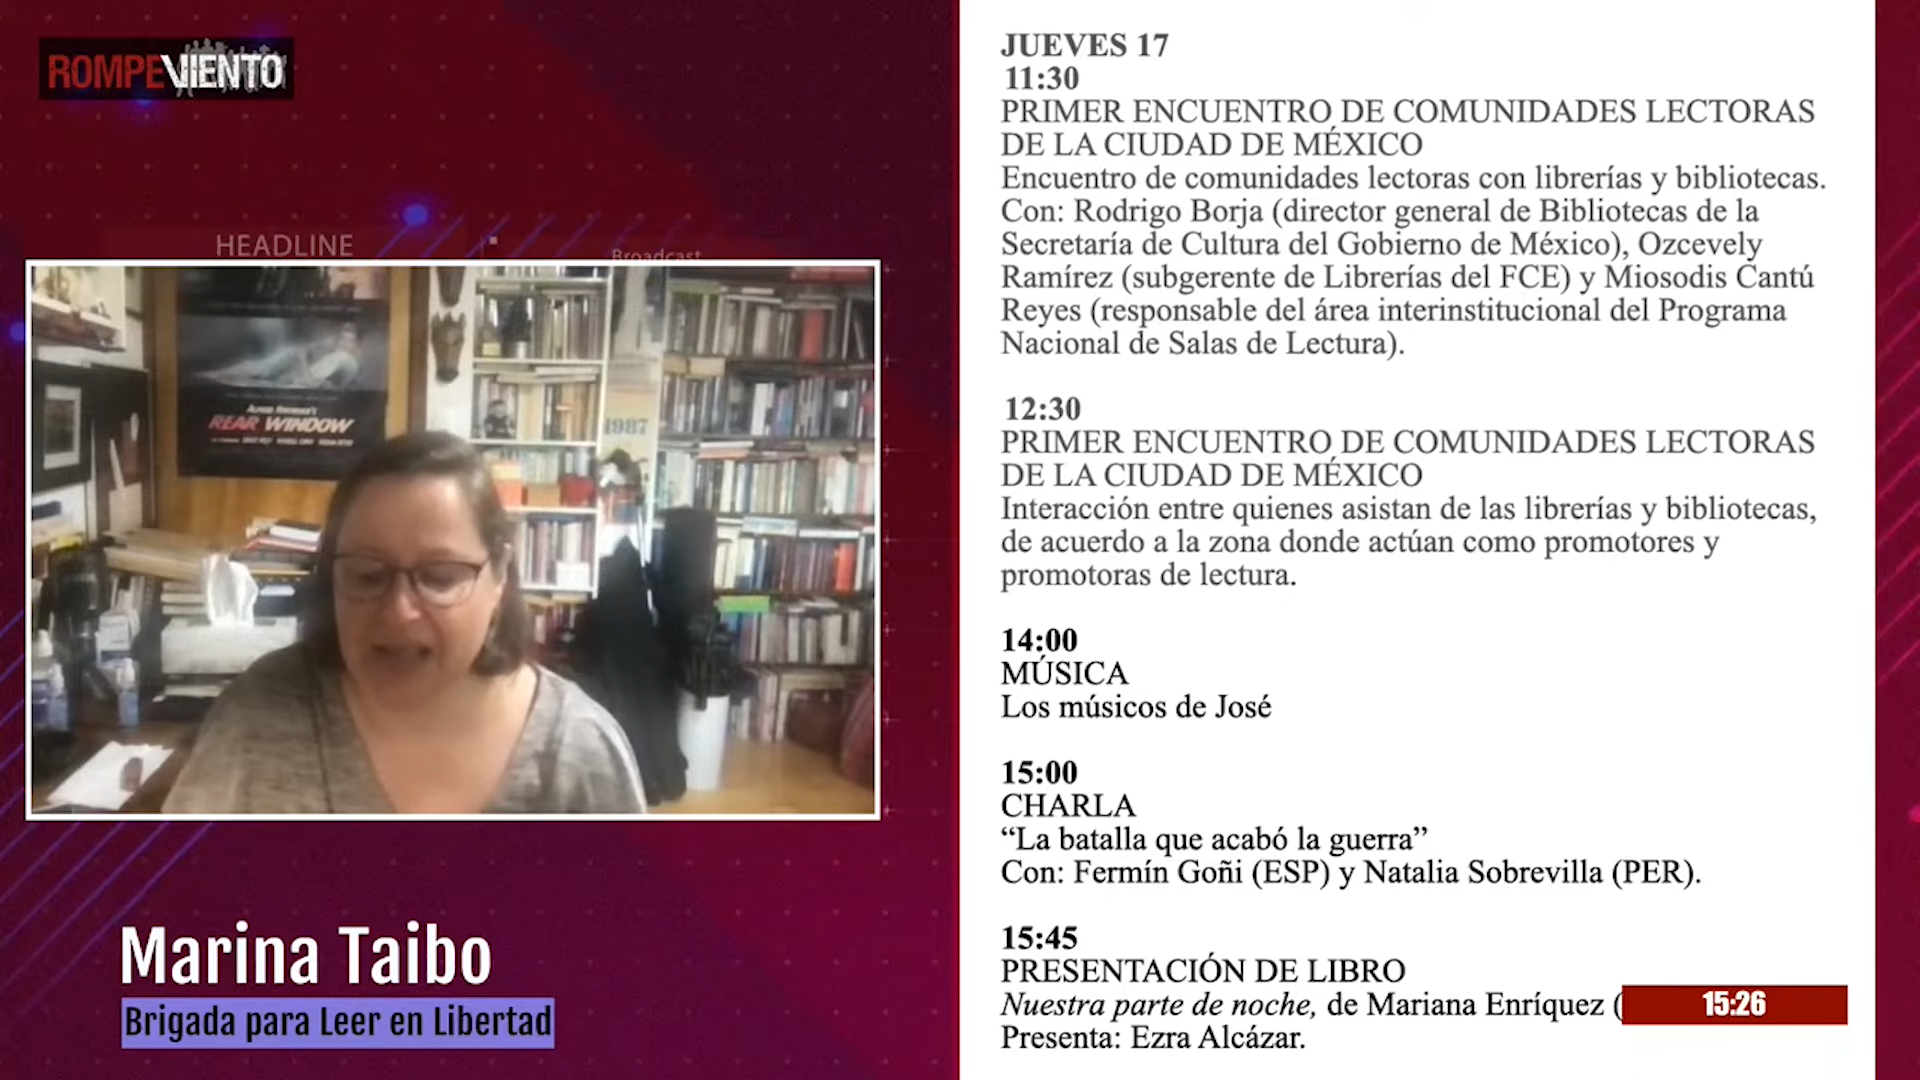 ROMPEVIENTO
HEADLINE
Broadcast
REAR WINDOW
1987
Marina Taibo
Brigada para Leer en Libertad
JUEVES 17
11:30
PRIMER ENCUENTRO DE COMUNIDADES LECTORAS
DE LA CIUDAD DE MÉXICO
Encuentro de comunidades lectoras con librerías y bibliotecas.
Con: Rodrigo Borja (director general de Bibliotecas de la
Secretaría de Cultura del Gobierno de México), Ozcevely
Ramírez (subgerente de Librerías del FCE) y Miosodis Cantú
Reyes (responsable del área interinstitucional del Programa
Nacional de Salas de Lectura).
12:30
PRIMER ENCUENTRO DE COMUNIDADES LECTORAS
DE LA CIUDAD DE MÉXICO
Interacción entre quienes asistan de las librerías y bibliotecas,
de acuerdo a la zona donde actúan como promotores y
promotoras de lectura.
14:00
MÚSICA
Los músicos de José
15:00
CHARLA
“La batalla que acabó la guerra”
Con: Fermín Goñi (ESP) y Natalia Sobrevilla (PER).
15:45
PRESENTACIÓN DE LIBRO
Nuestra parte de noche, de Mariana Enríquez (
Presenta: Ezra Alcázar.
15:26